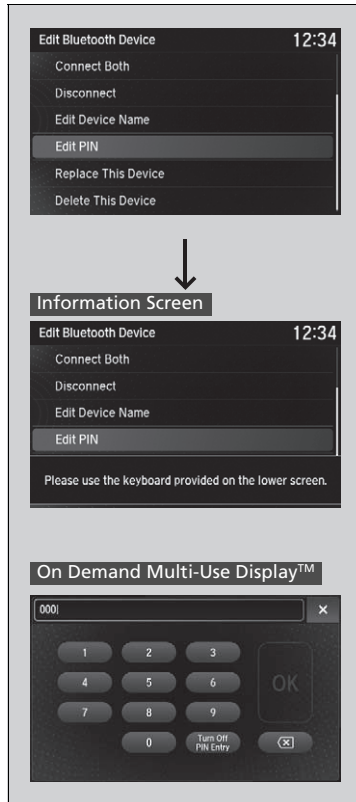 Edit Bluetooth Device 12:34
Connect Both
Disconnect
Edit Device Name
Edit PIN
Replace This Device
Delete This Device
Information Screen
Edit Bluetooth Device 12:34
Connect Both
Disconnect
Edit Device Name
Edit PIN
Please use the keyboard provided on the lower screen.
On Demand Multi-Use Display™
000
1 2 3
4 5 6 OK
7 8 9
0 Turn Off
PIN Entry